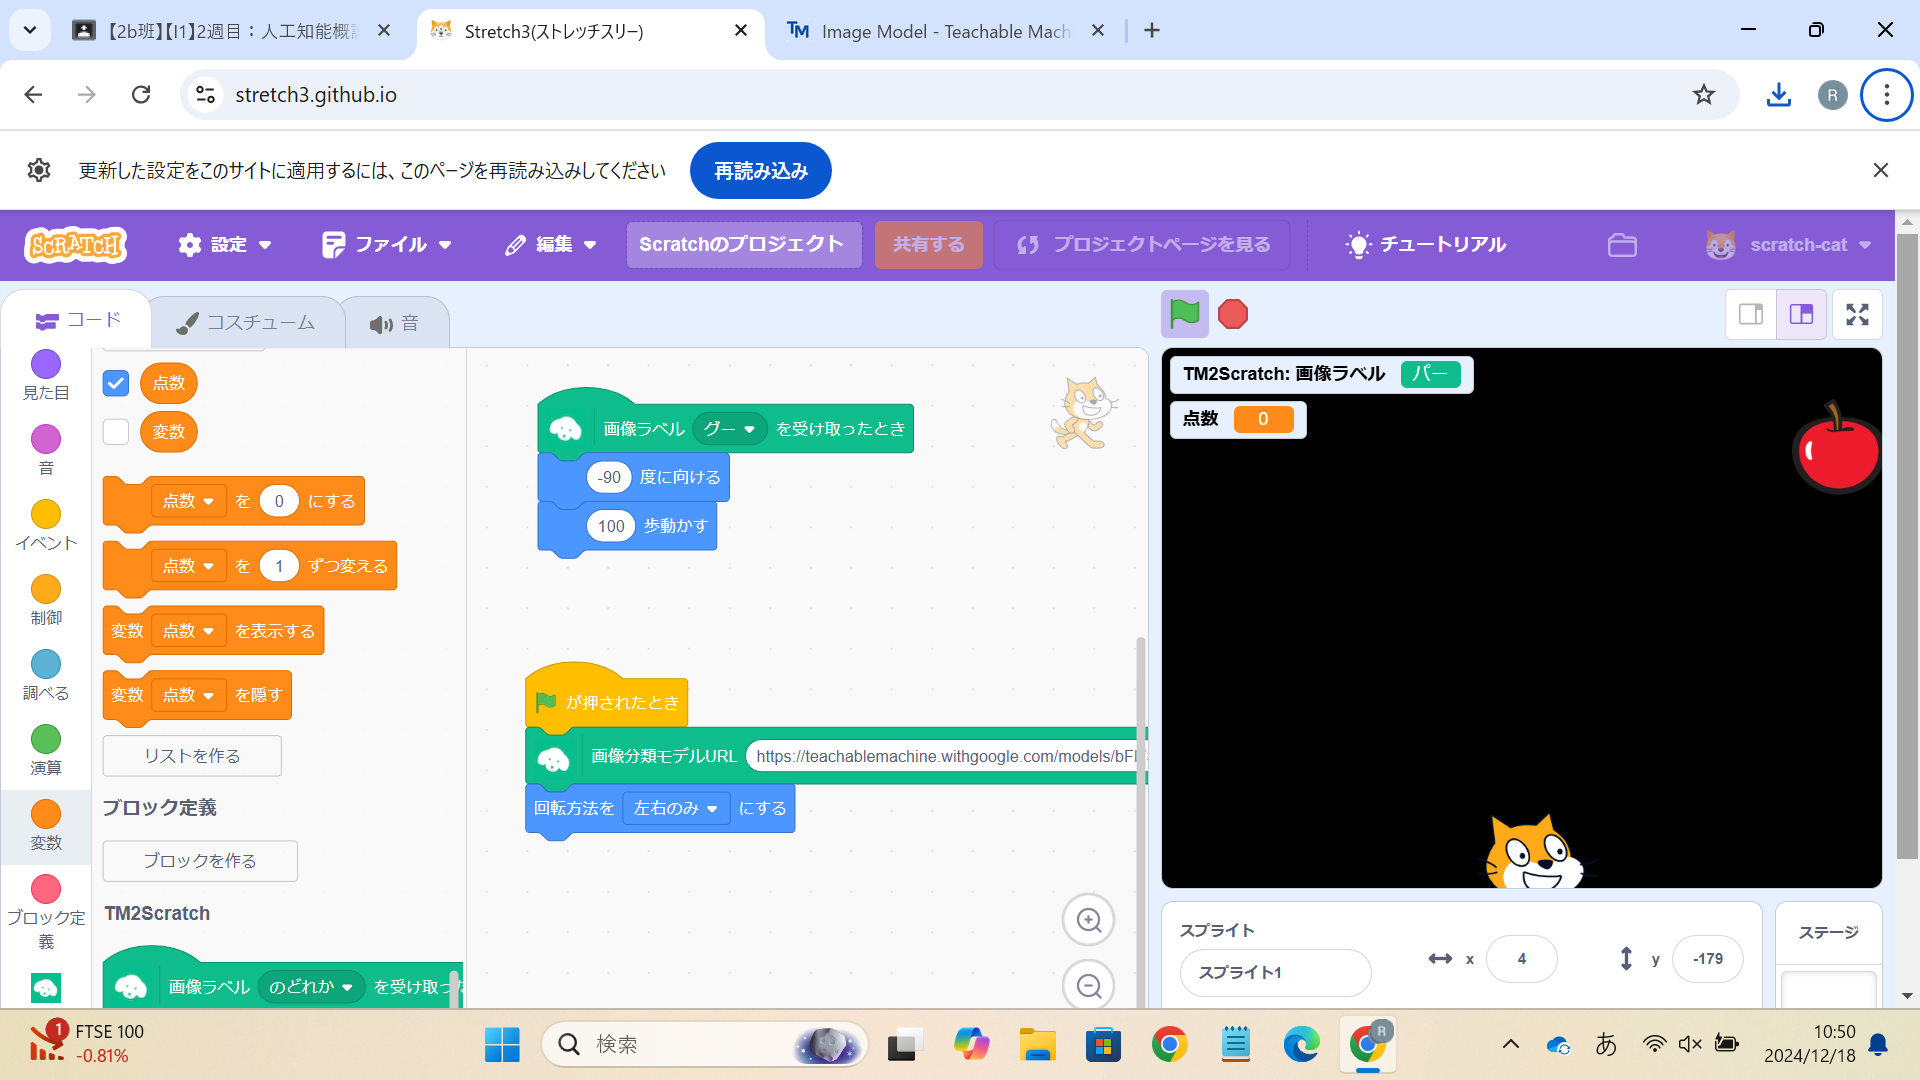 【2b班】【I1】2週目：人工知能概
Stretch3(ストレッチスリー)
Image Model - Teachable Mach
stretch3.github.io
R
更新した設定をこのサイトに適用するには、このページを再読み込みしてください
再読み込み
SCRATCH
設定
ファイル
編集
Scratchのプロジェクト
共有する
プロジェクトページを見る
チュートリアル
scratch-cat
コード
コスチューム
音
見た目
音
イベント
制御
調べる
演算
変数
ブロック定
義
点数
変数
点数 を 0 にする
点数 を 1 ずつ変える
変数 点数 を表示する
変数 点数 を隠す
リストを作る
ブロック定義
ブロックを作る
TM2Scratch
画像ラベル のどれか を受け取っ
画像ラベル グー を受け取ったとき
-90 度に向ける
100 歩動かす
が押されたとき
画像分類モデルURL https://teachablemachine.withgoogle.com/models/bF
回転方法を 左右のみ にする
TM2Scratch: 画像ラベル パー
点数 0
スプライト
スプライト1
x 4
y -179
ステージ
1
FTSE 100
-0.81%
検索
R
あ
10:50
2024/12/18